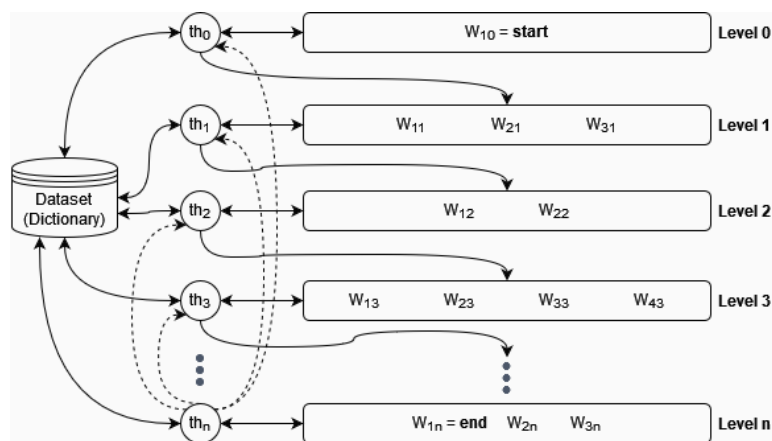 th₀ W₁₀ = start Level 0
th₁ W₁₁ W₂₁ W₃₁ Level 1
Dataset
(Dictionary)
th₂ W₁₂ W₂₂ Level 2
th₃ W₁₃ W₂₃ W₃₃ W₄₃ Level 3
thₙ W₁ₙ = end W₂ₙ W₃ₙ Level n